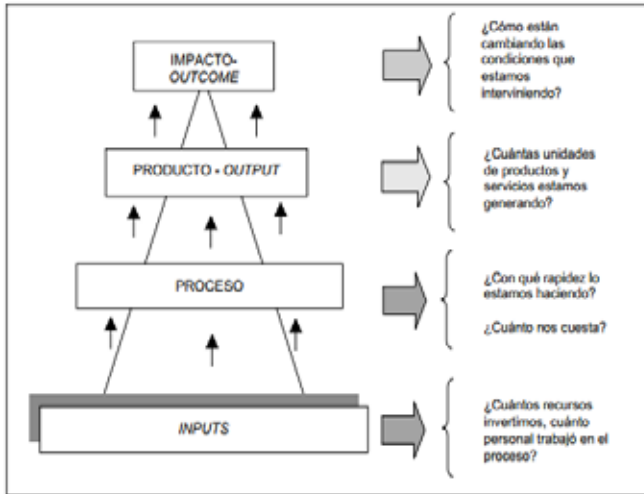 IMPACTO-
OUTCOME
¿Cómo están
cambiando las
condiciones que
estamos
interviniendo?
PRODUCTO - OUTPUT
¿Cuántas unidades
de productos y
servicios estamos
generando?
PROCESO
¿Con qué rapidez lo
estamos haciendo?
¿Cuánto nos cuesta?
INPUTS
¿Cuántos recursos
invertimos, cuánto
personal trabajó en el
proceso?